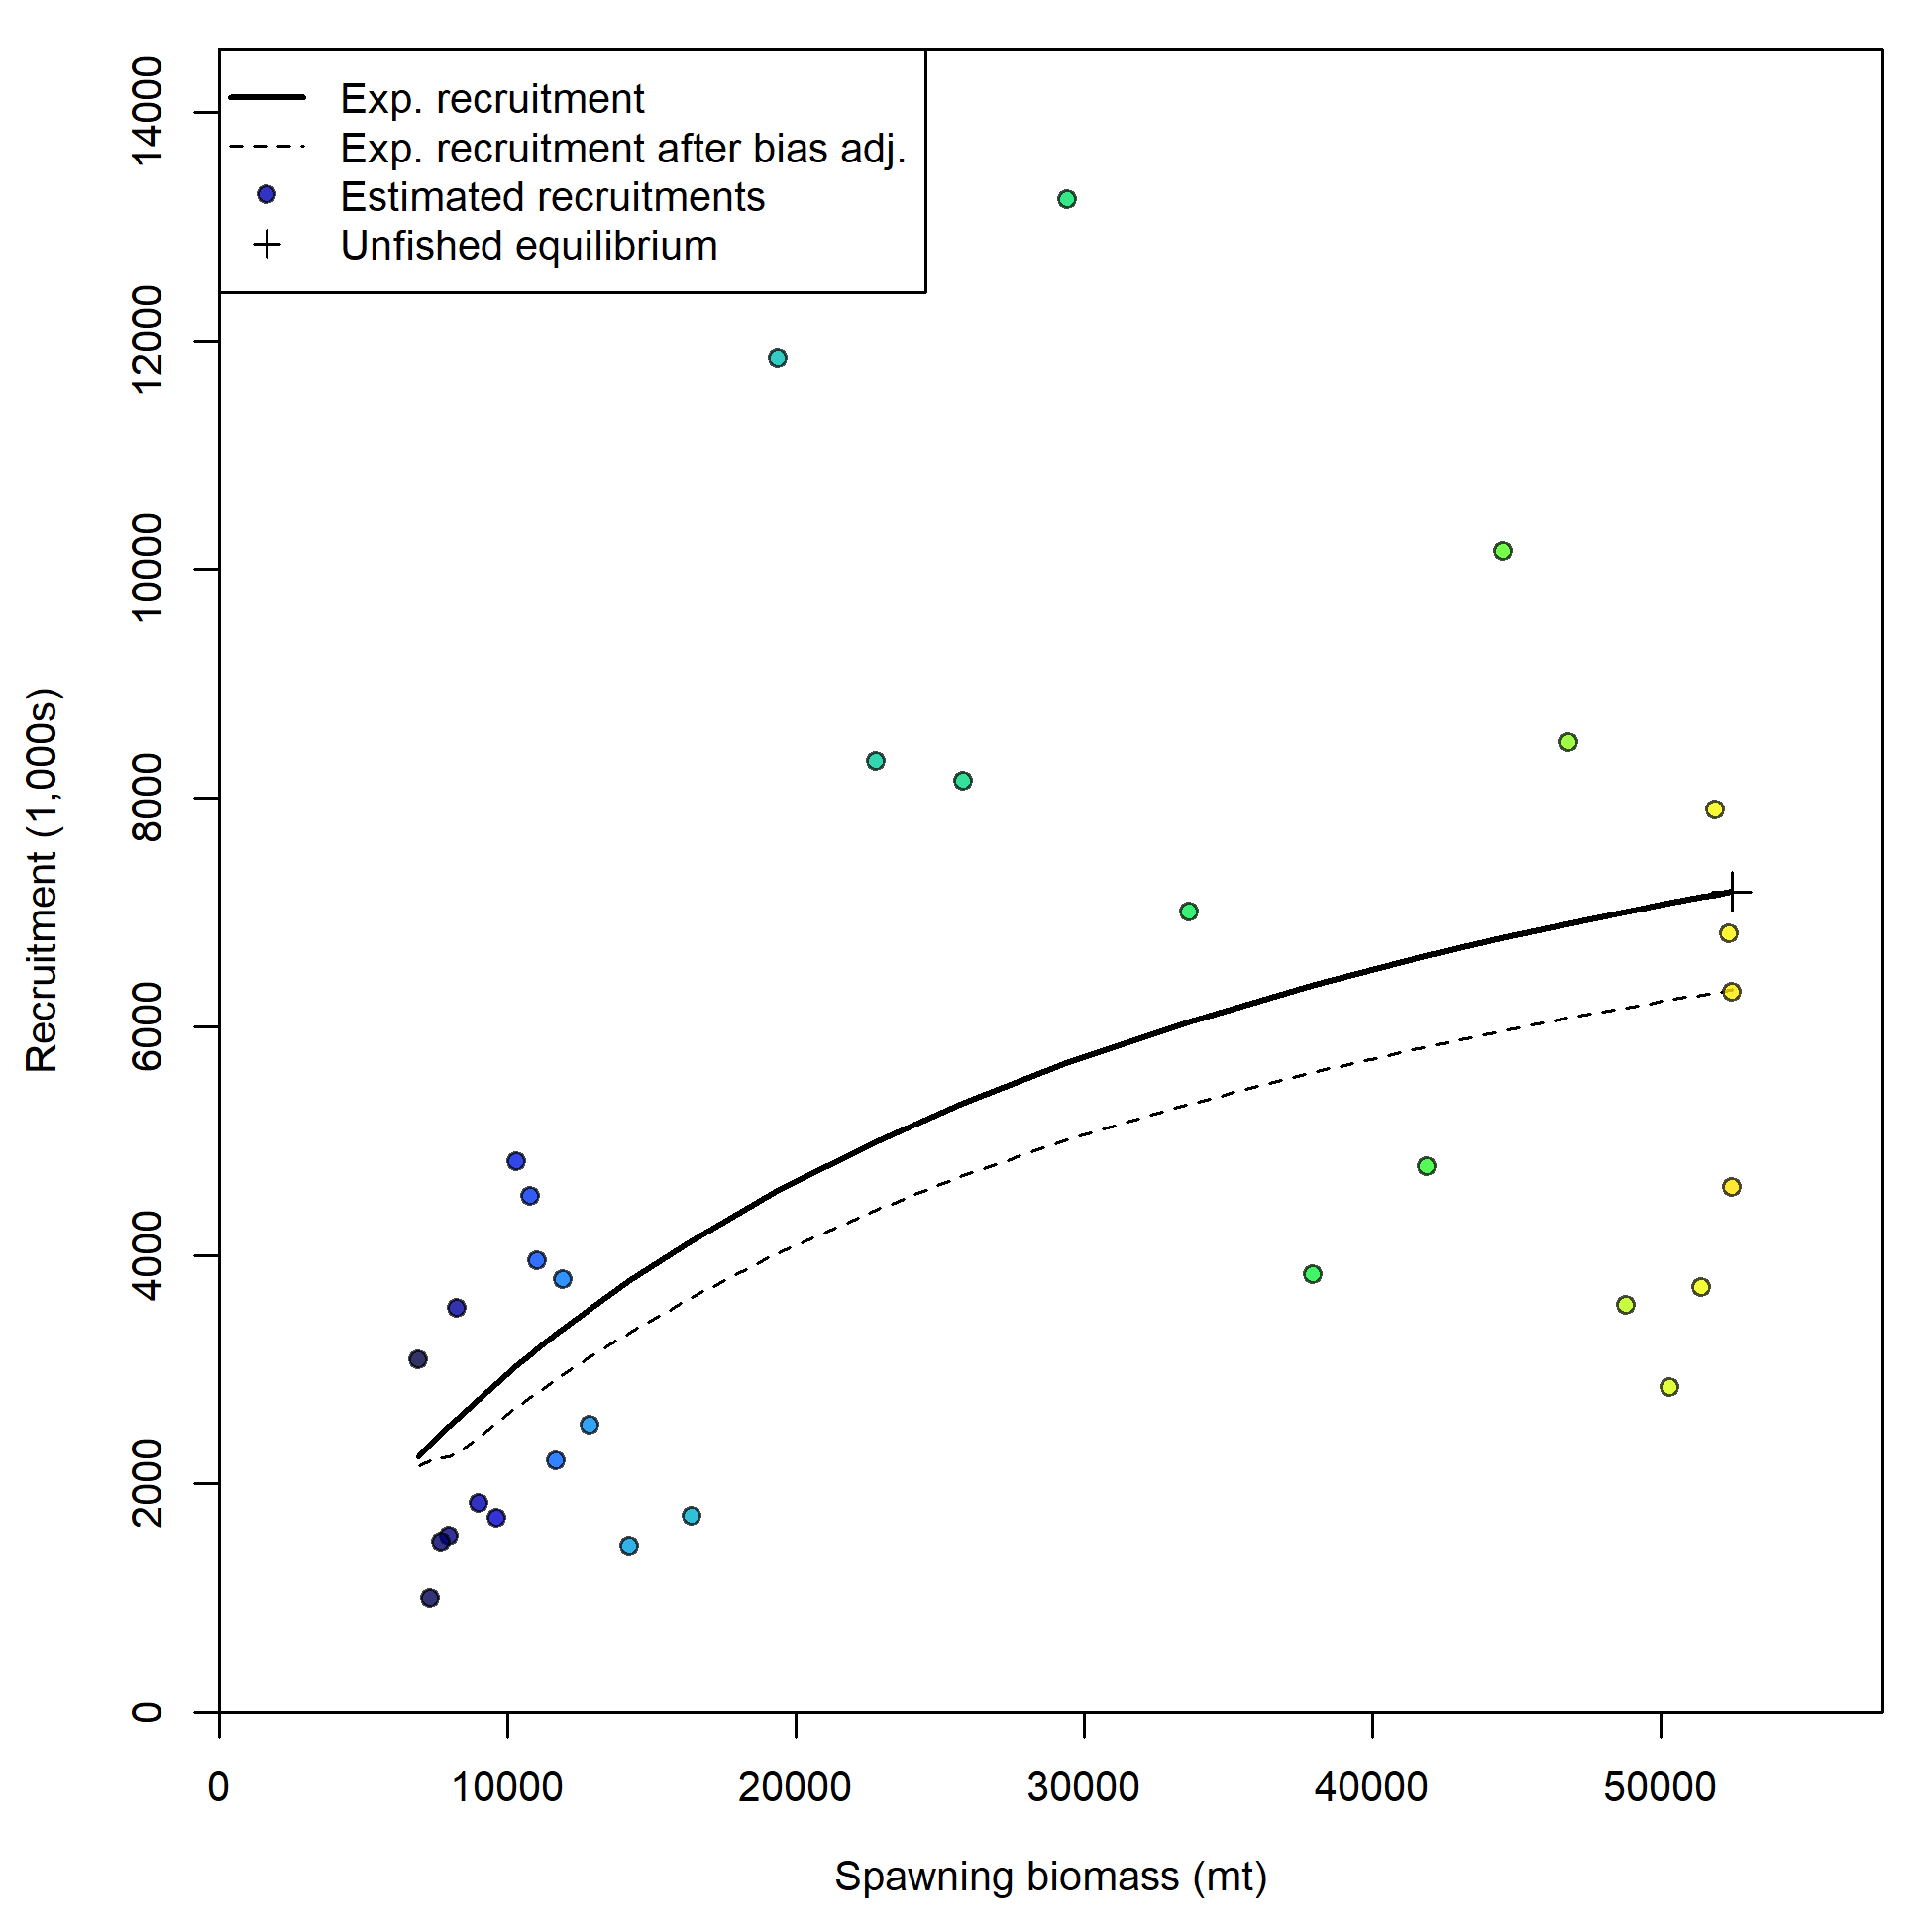 Exp. recruitment
Exp. recruitment after bias adj.
Estimated recruitments
Unfished equilibrium
14000
12000
10000
8000
6000
4000
2000
0
Recruitment (1,000s)
0 10000 20000 30000 40000 50000
Spawning biomass (mt)